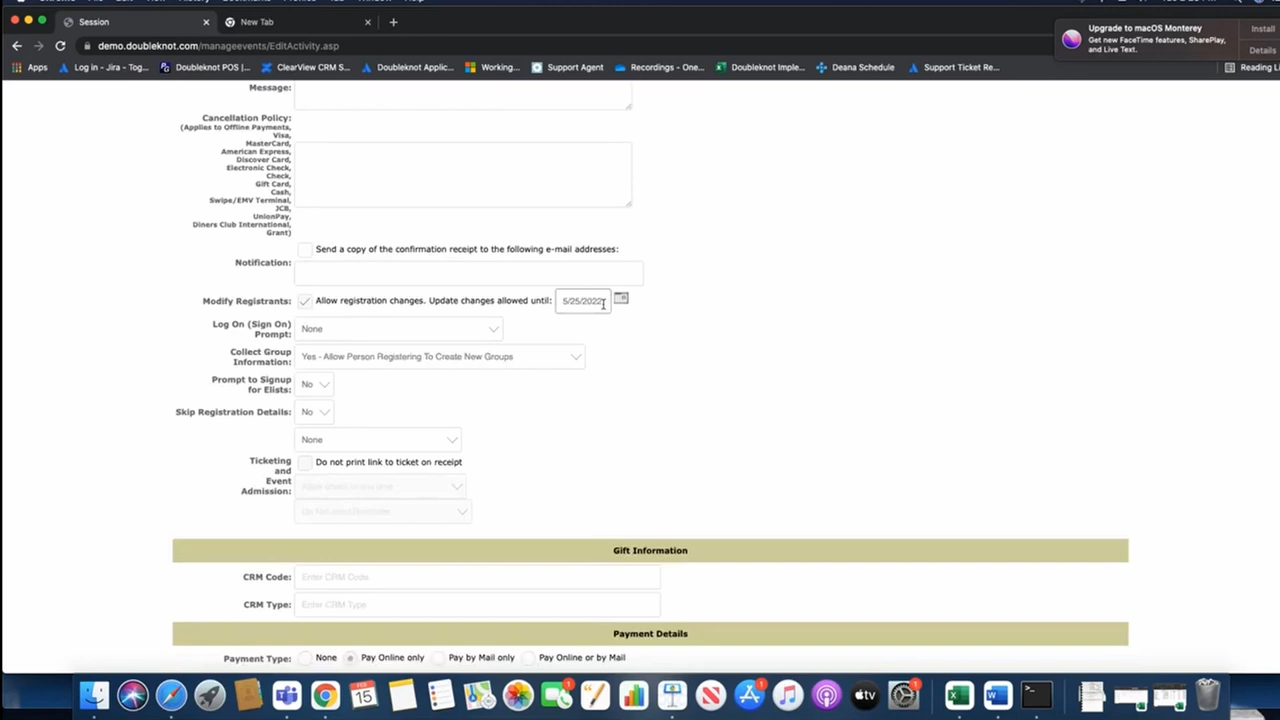 Session
New Tab
demo.doubleknot.com/manageevents/EditActivity.asp
Upgrade to macOS Monterey
Get new FaceTime features, SharePlay,
and Live Text.
Install
Details
Apps
Log in - Jira - Tog...
Doubleknot POS |...
ClearView CRM S...
Doubleknot Applic...
Working...
Support Agent
Recordings - One...
Doubleknot Imple...
Deana Schedule
Support Ticket Re...
Reading Li
Message:
Cancellation Policy:
(Applies to Offline Payments,
Visa,
MasterCard,
American Express,
Discover Card,
Electronic Check,
Check,
Gift Card,
Cash,
Swipe/EMV Terminal,
JCB,
UnionPay,
Diners Club International,
Grant)
Send a copy of the confirmation receipt to the following e-mail addresses:
Notification:
Modify Registrants:
Allow registration changes. Update changes allowed until:
5/25/2022
Log On (Sign On)
Prompt:
None
Collect Group
Information:
Yes - Allow Person Registering To Create New Groups
Prompt to Signup
for Elists:
No
Skip Registration Details:
No
None
Ticketing
and
Event
Admission:
Do not print link to ticket on receipt
Gift Information
CRM Code:
Enter CRM Code
CRM Type:
Enter CRM Type
Payment Details
Payment Type:
None
Pay Online only
Pay by Mail only
Pay Online or by Mail
FEB
15
1
1
1